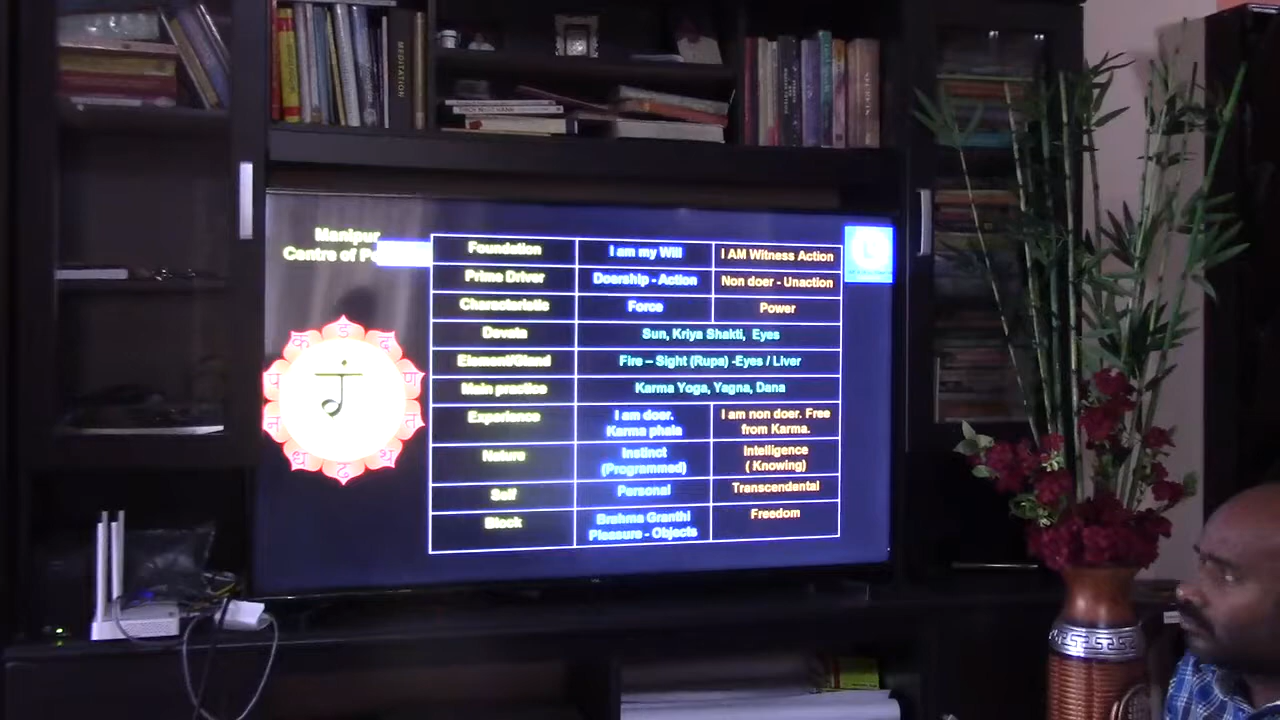 MEDITATION
Manipur
Centre of
Foundation
I am my Will
I AM Witness Action
Prime Driver
Doership - Action
Non doer - Unaction
Characteristic
Force
Power
Devata
Sun, Kriya Shakti, Eyes
Element/Gland
Fire – Sight (Rupa) -Eyes / Liver
Main practice
Karma Yoga, Yagna, Dana
Experience
I am doer.
Karma phala
I am non doer. Free
from Karma.
Nature
Instinct
(Programmed)
Intelligence
( Knowing)
Self
Personal
Transcendental
Block
Brahma Granthi
Pleasure - Objects
Freedom
ड
ढ
ण
त
थ
द
ध
न
प
फ
रं